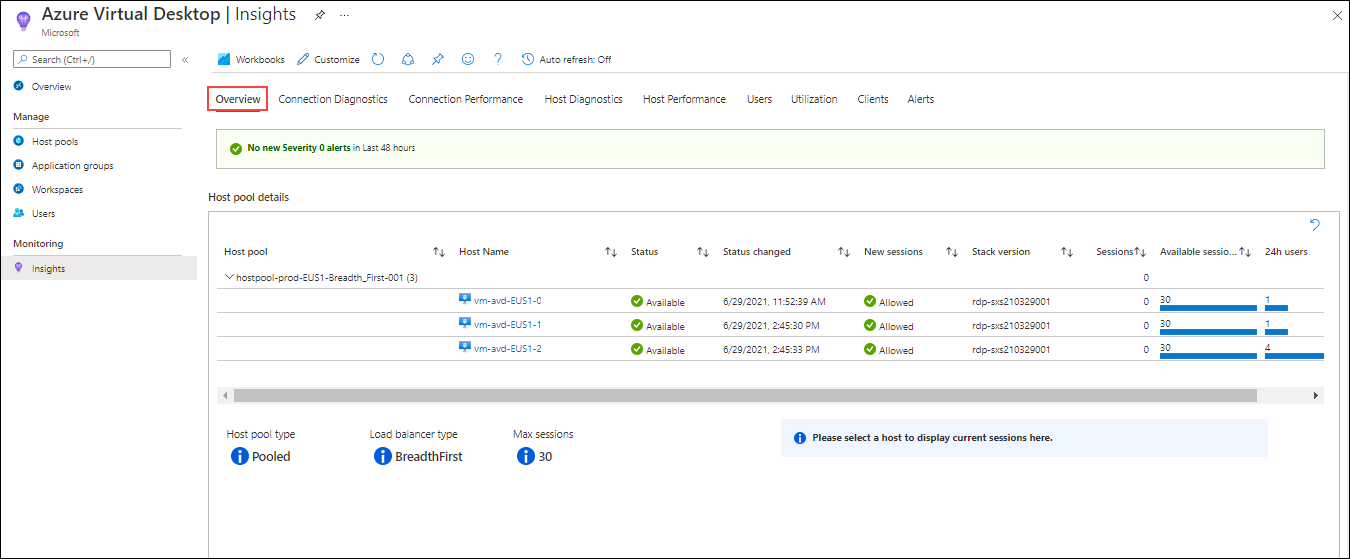 Azure Virtual Desktop | Insights
Microsoft
Search (Ctrl+/)
Overview
Manage
Host pools
Application groups
Workspaces
Users
Monitoring
Insights
Workbooks Customize ? Auto refresh: Off
Overview Connection Diagnostics Connection Performance Host Diagnostics Host Performance Users Utilization Clients Alerts
No new Severity 0 alerts in Last 48 hours
Host pool details
Host pool Host Name Status Status changed New sessions Stack version Sessions Available sessio... 24h users
hostpool-prod-EUS1-Breadth_First-001 (3) 0
vm-avd-EUS1-0 Available 6/29/2021, 11:52:39 AM Allowed rdp-sxs210329001 0 30 1
vm-avd-EUS1-1 Available 6/29/2021, 2:45:30 PM Allowed rdp-sxs210329001 0 30 1
vm-avd-EUS1-2 Available 6/29/2021, 2:45:33 PM Allowed rdp-sxs210329001 0 30 4
Host pool type Load balancer type Max sessions
Pooled BreadthFirst 30
Please select a host to display current sessions here.